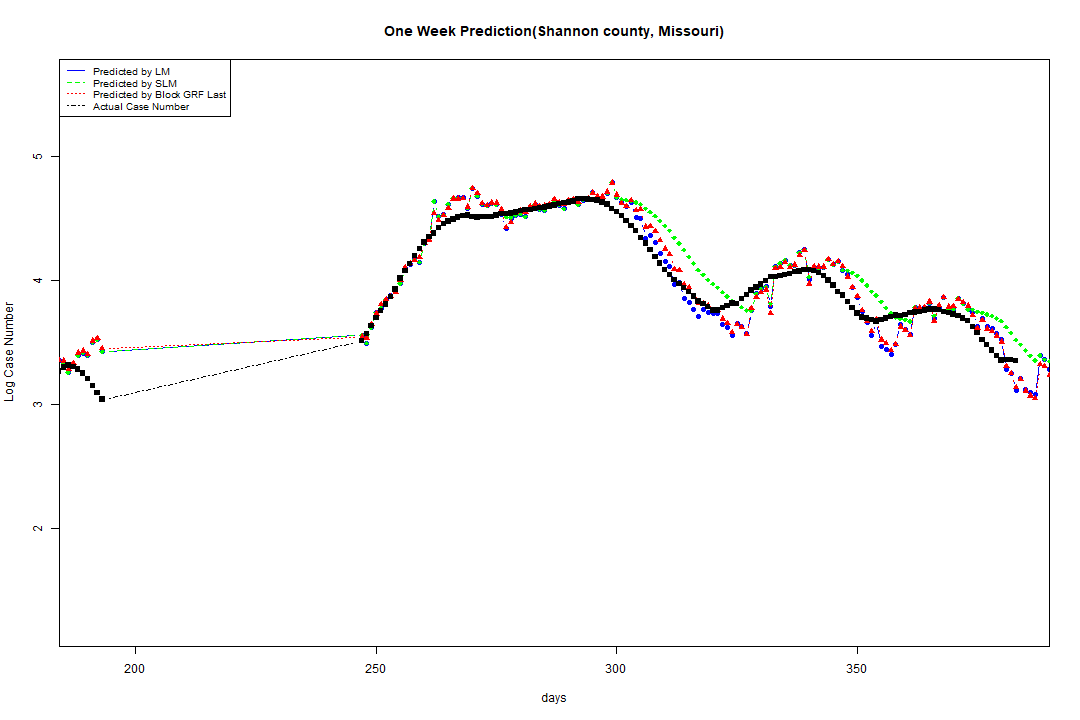 One Week Prediction(Shannon county, Missouri)
Predicted by LM
Predicted by SLM
Predicted by Block GRF Last
Actual Case Number
5
4
3
2
Log Case Number
200 250 300 350
days